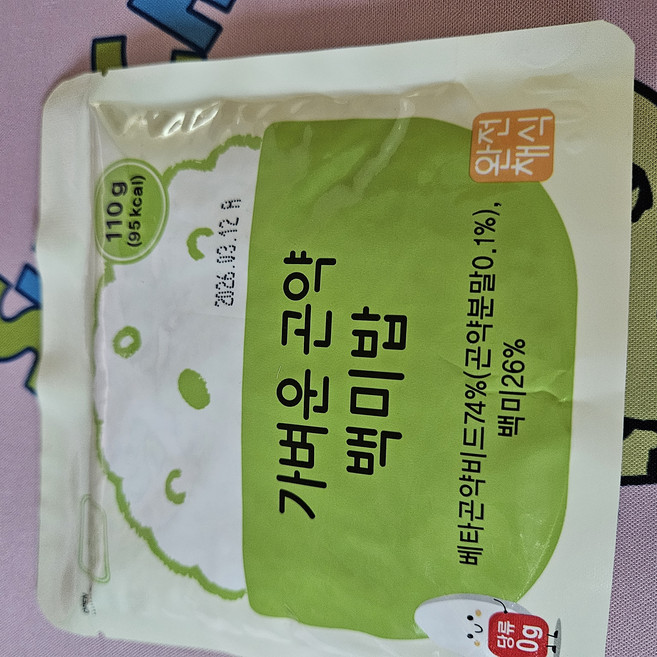 110 g
(95 kcal)
2026.03.12 A
완전
채식
가벼운 곤약
백미밥
베타곤약비드74%(곤약분말0.1%),
백미26%
당류
0g